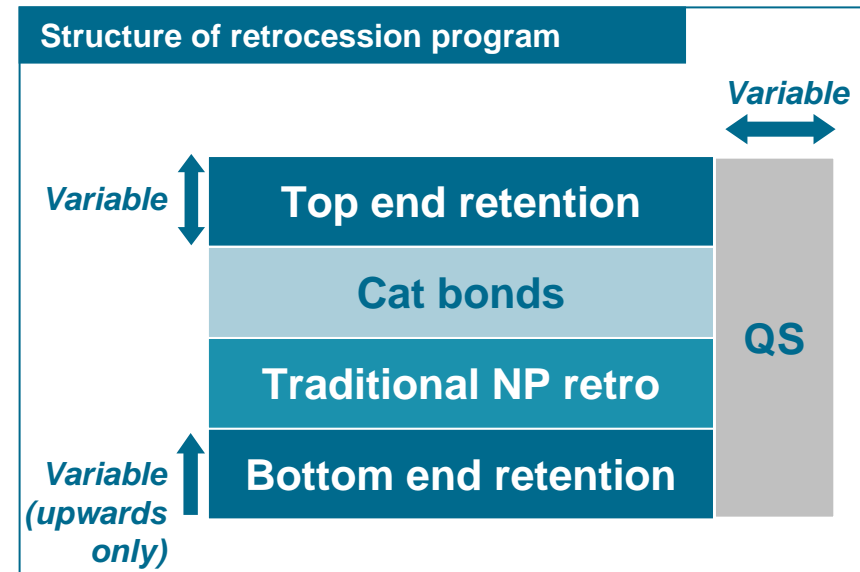 Structure of retrocession program
Variable
Variable
Top end retention
Cat bonds
QS
Traditional NP retro
Bottom end retention
Variable
(upwards
only)